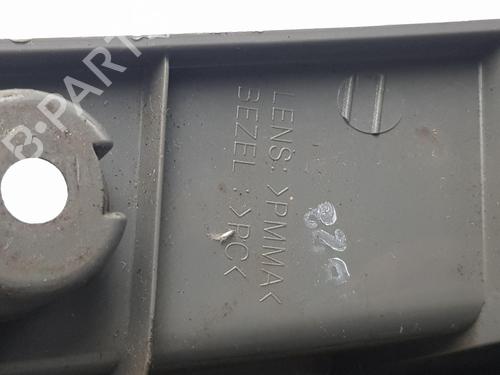 LENS: >PMMA<
BEZEL: >PC<
B-PARTS